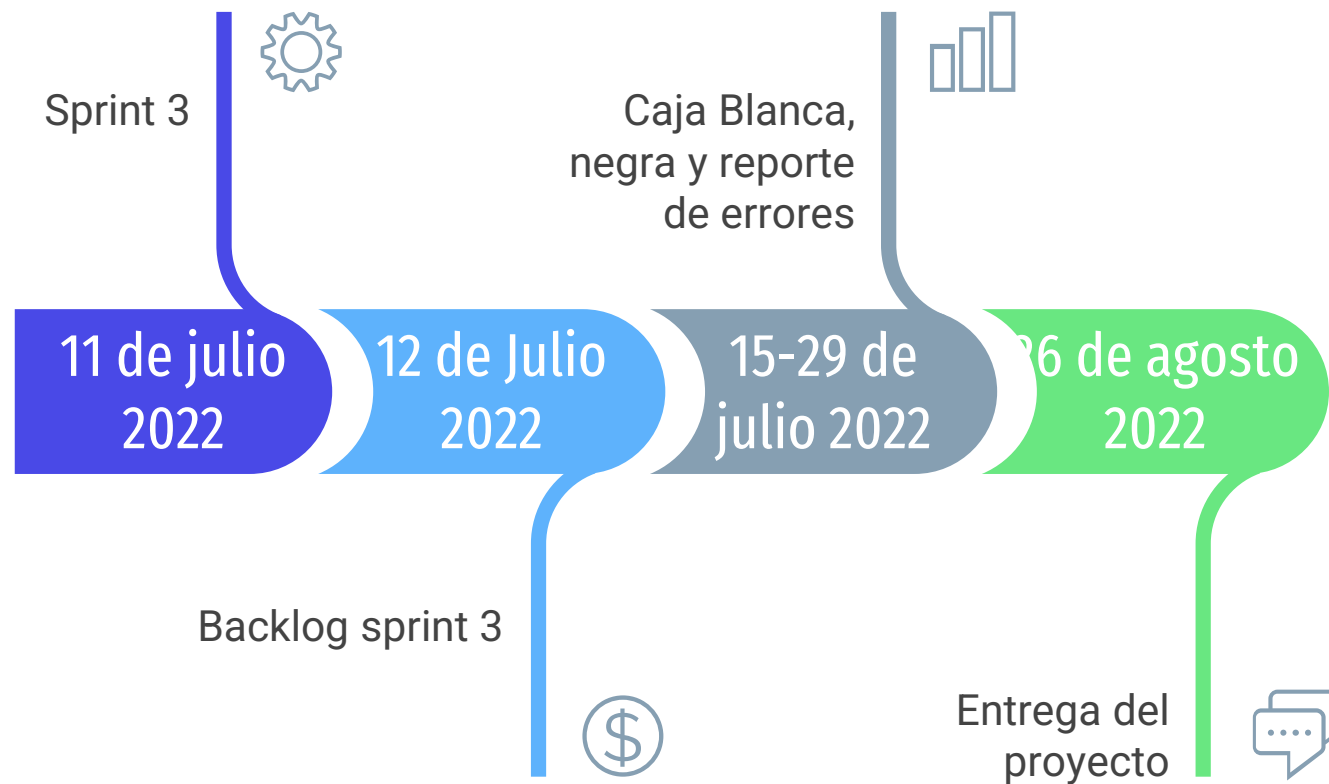 Sprint 3
Caja Blanca,
negra y reporte
de errores
11 de julio
2022
12 de Julio
2022
15-29 de
julio 2022
26 de agosto
2022
Backlog sprint 3
Entrega del
proyecto